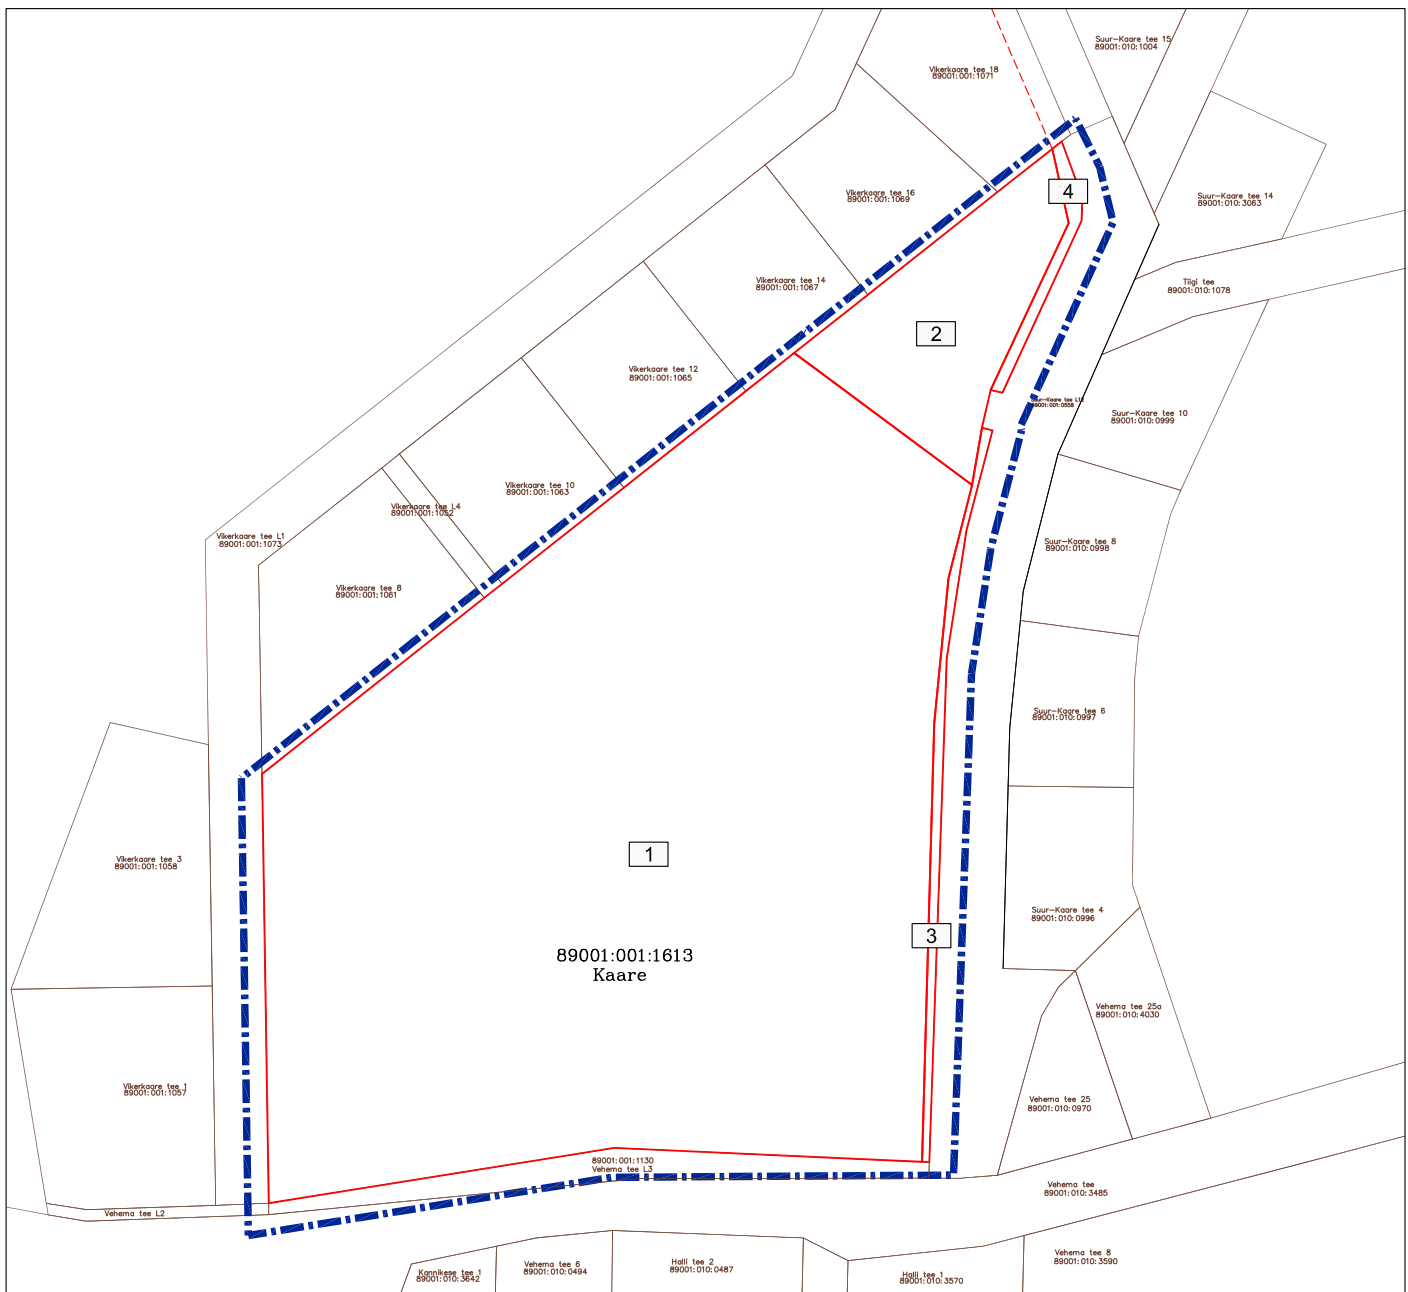 Suur-Kaare tee 15
89001:010:1004
Vikerkaare tee 18
89001:001:1071
4
Vikerkaare tee 16
89001:001:1069
Suur-Kaare tee 14
89001:010:3063
Vikerkaare tee 14
89001:001:1067
Tiigi tee
89001:010:1078
2
Vikerkaare tee 12
89001:001:1065
Suur-Kaare tee
89001:001:0559
Suur-Kaare tee 10
89001:010:0999
Vikerkaare tee 10
89001:001:1063
Vikerkaare tee L4
89001:001:1052
Vikerkaare tee L1
89001:001:1073
Suur-Kaare tee 8
89001:010:0998
Vikerkaare tee 8
89001:001:1061
Suur-Kaare tee 6
89001:010:0997
1
Vikerkaare tee 3
89001:001:1058
Suur-Kaare tee 4
89001:010:0996
3
89001:001:1613
Kaare
Vehema tee 25a
89001:010:4030
Vikerkaare tee 1
89001:001:1057
Vehema tee 25
89001:010:0970
89001:001:1130
Vehema tee L3
Vehema tee
89001:010:3485
Vehema tee L2
Kannikese tee 1
89001:010:3642
Vehema tee 6
89001:010:0494
Halli tee 2
89001:010:0487
Halli tee 1
89001:010:3570
Vehema tee 8
89001:010:3590